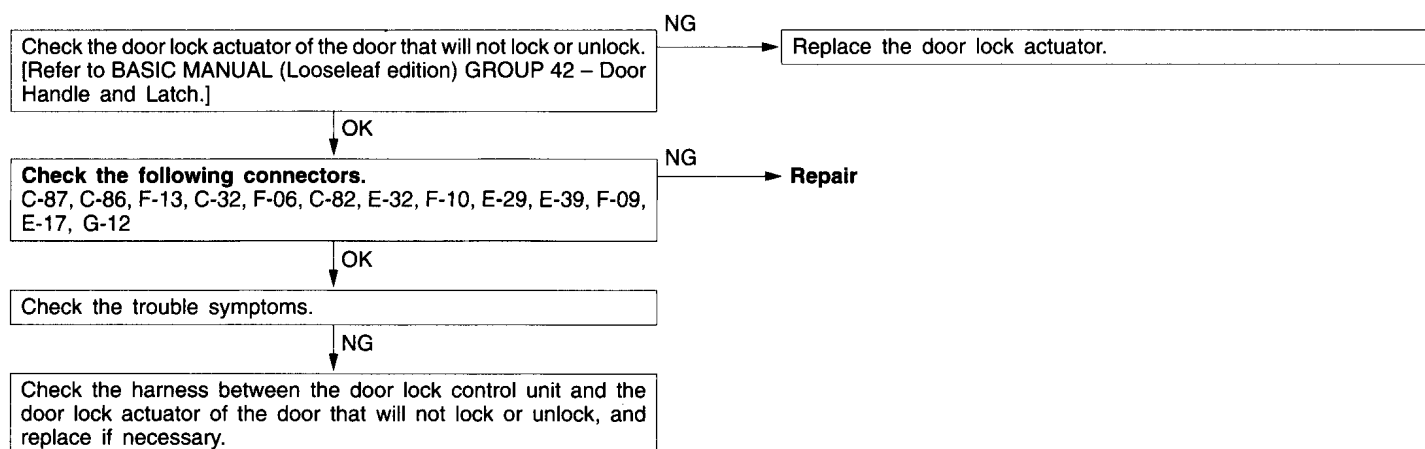 NG
Check the door lock actuator of the door that will not lock or unlock.
[Refer to BASIC MANUAL (Looseleaf edition) GROUP 42 – Door
Handle and Latch.]
Replace the door lock actuator.
OK
NG
Check the following connectors.
C-87, C-86, F-13, C-32, F-06, C-82, E-32, F-10, E-29, E-39, F-09,
E-17, G-12
Repair
OK
Check the trouble symptoms.
NG
Check the harness between the door lock control unit and the
door lock actuator of the door that will not lock or unlock, and
replace if necessary.